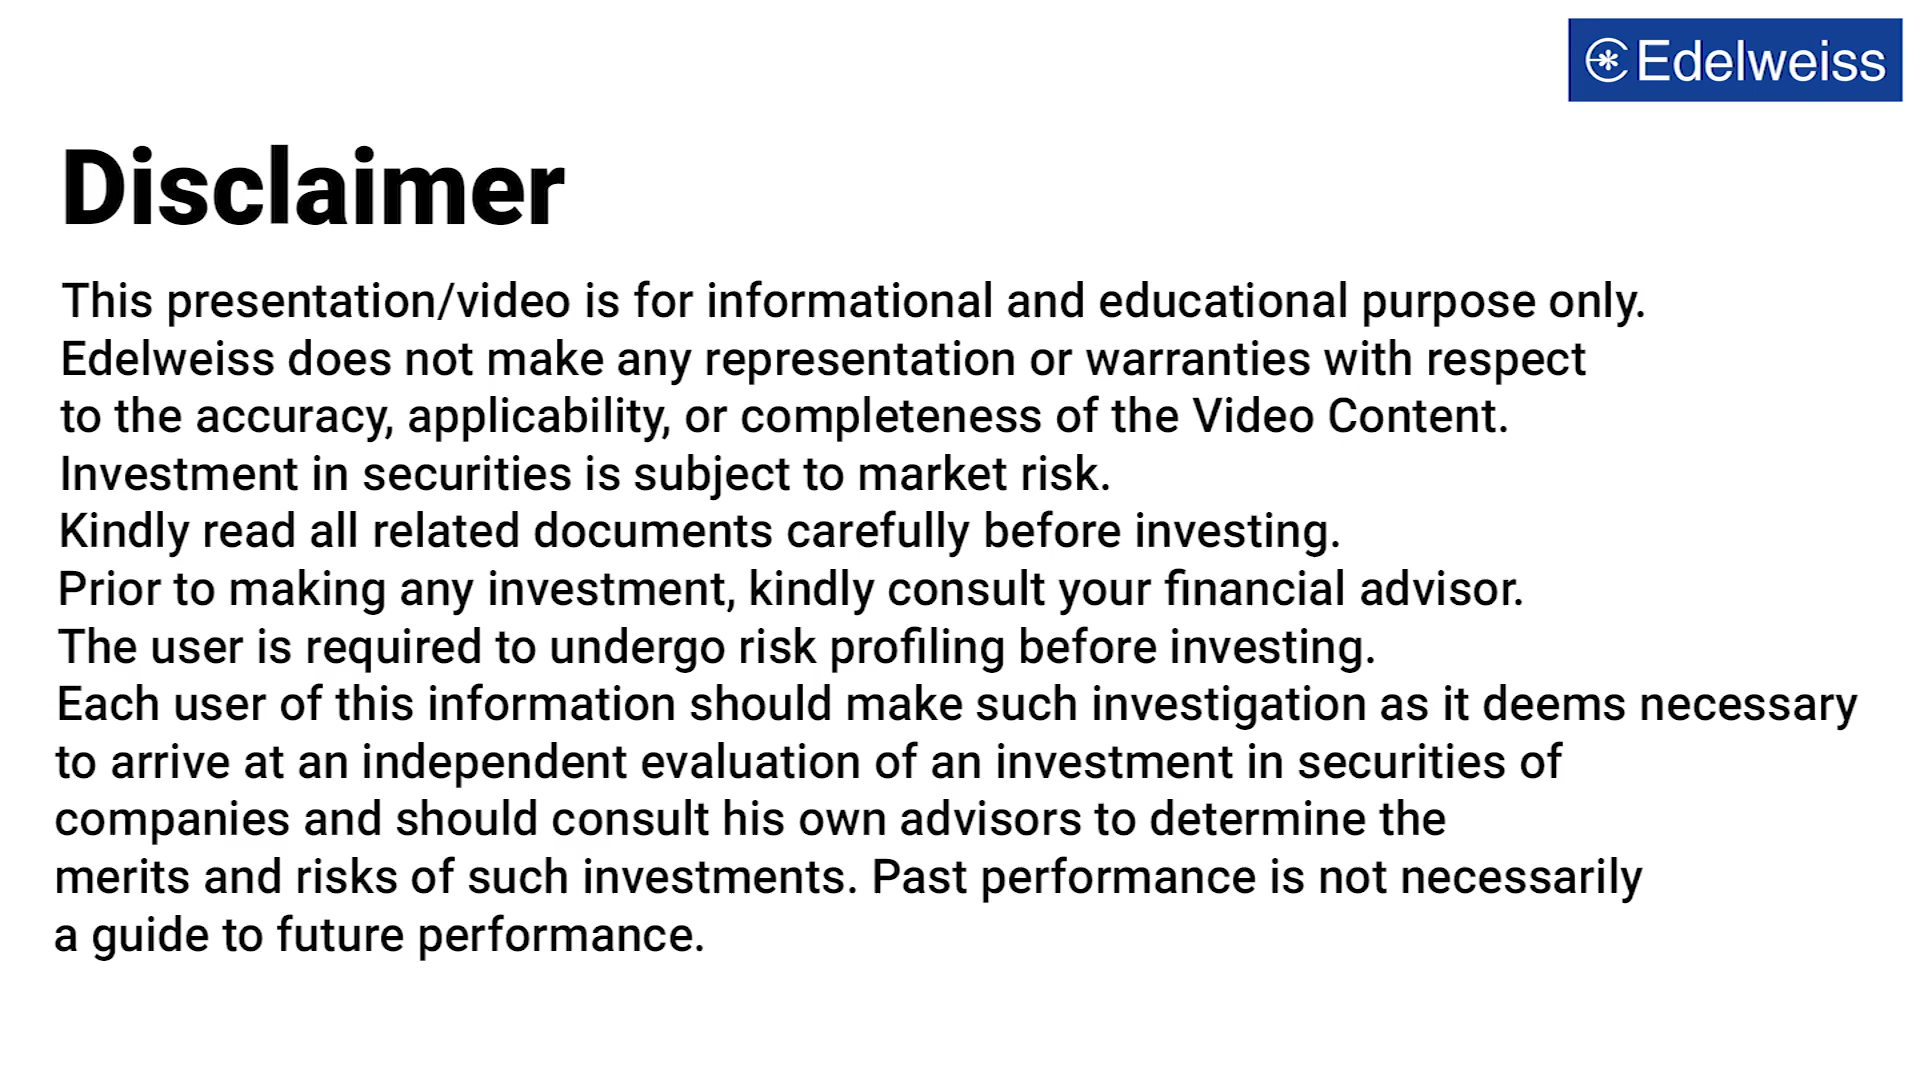 Edelweiss
Disclaimer
This presentation/video is for informational and educational purpose only.
Edelweiss does not make any representation or warranties with respect
to the accuracy, applicability, or completeness of the Video Content.
Investment in securities is subject to market risk.
Kindly read all related documents carefully before investing.
Prior to making any investment, kindly consult your financial advisor.
The user is required to undergo risk profiling before investing.
Each user of this information should make such investigation as it deems necessary
to arrive at an independent evaluation of an investment in securities of
companies and should consult his own advisors to determine the
merits and risks of such investments. Past performance is not necessarily
a guide to future performance.